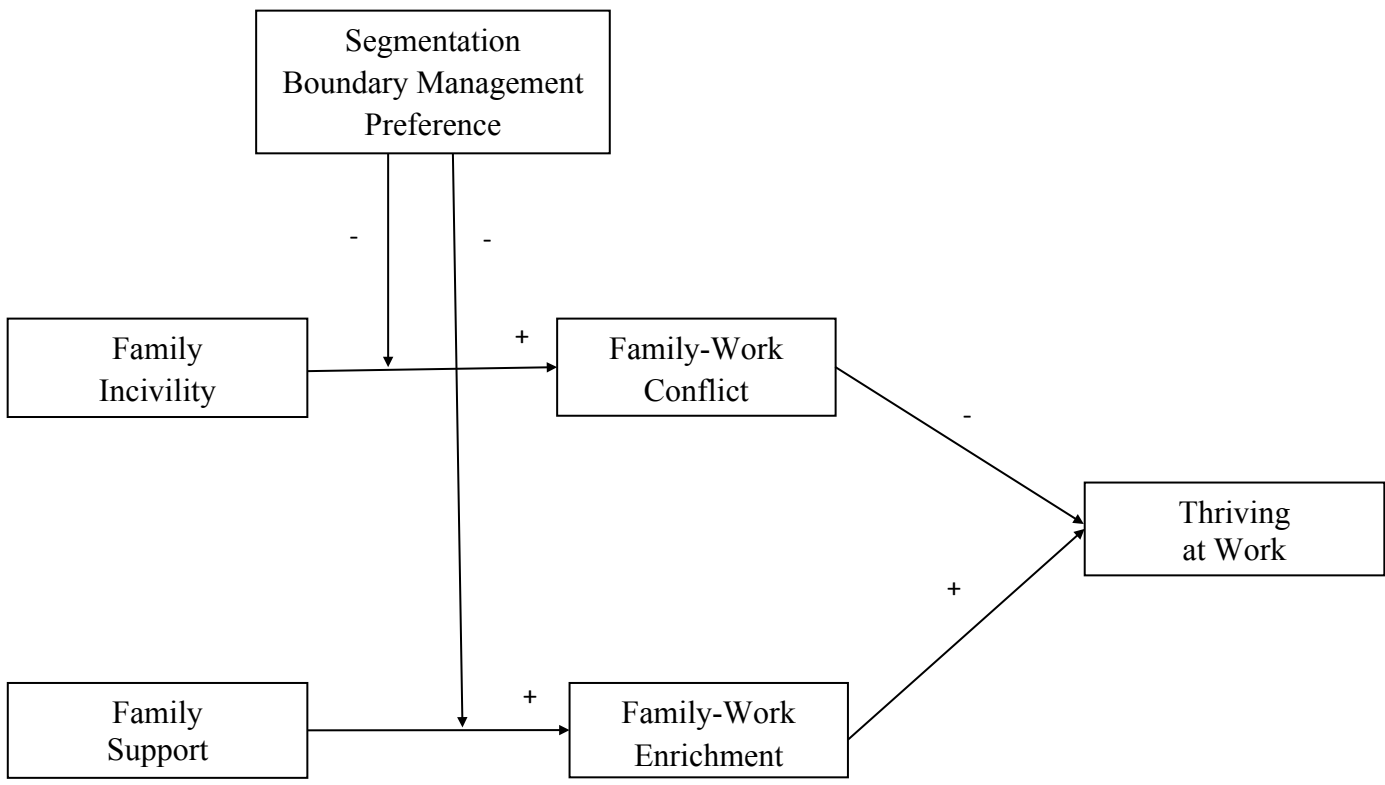 Segmentation
Boundary Management
Preference
-
-
Family
Incivility
+
Family-Work
Conflict
-
Thriving
at Work
+
Family
Support
+
Family-Work
Enrichment